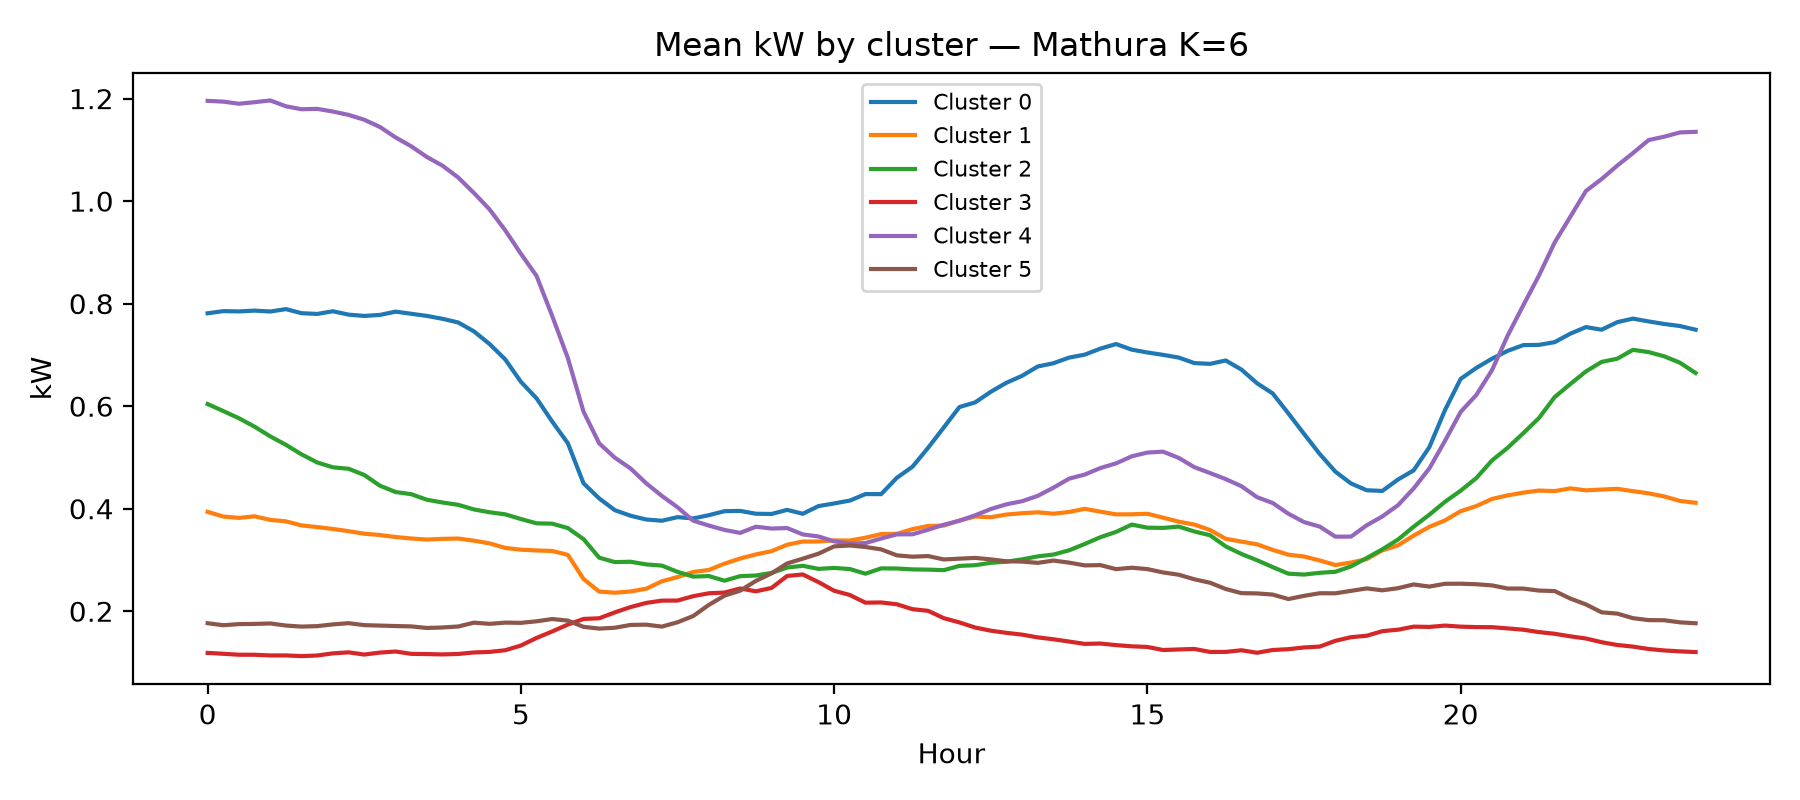 Mean kW by cluster — Mathura K=6
1.2
1.0
0.8
0.6
0.4
0.2
kW
Cluster 0
Cluster 1
Cluster 2
Cluster 3
Cluster 4
Cluster 5
0 5 10 15 20
Hour